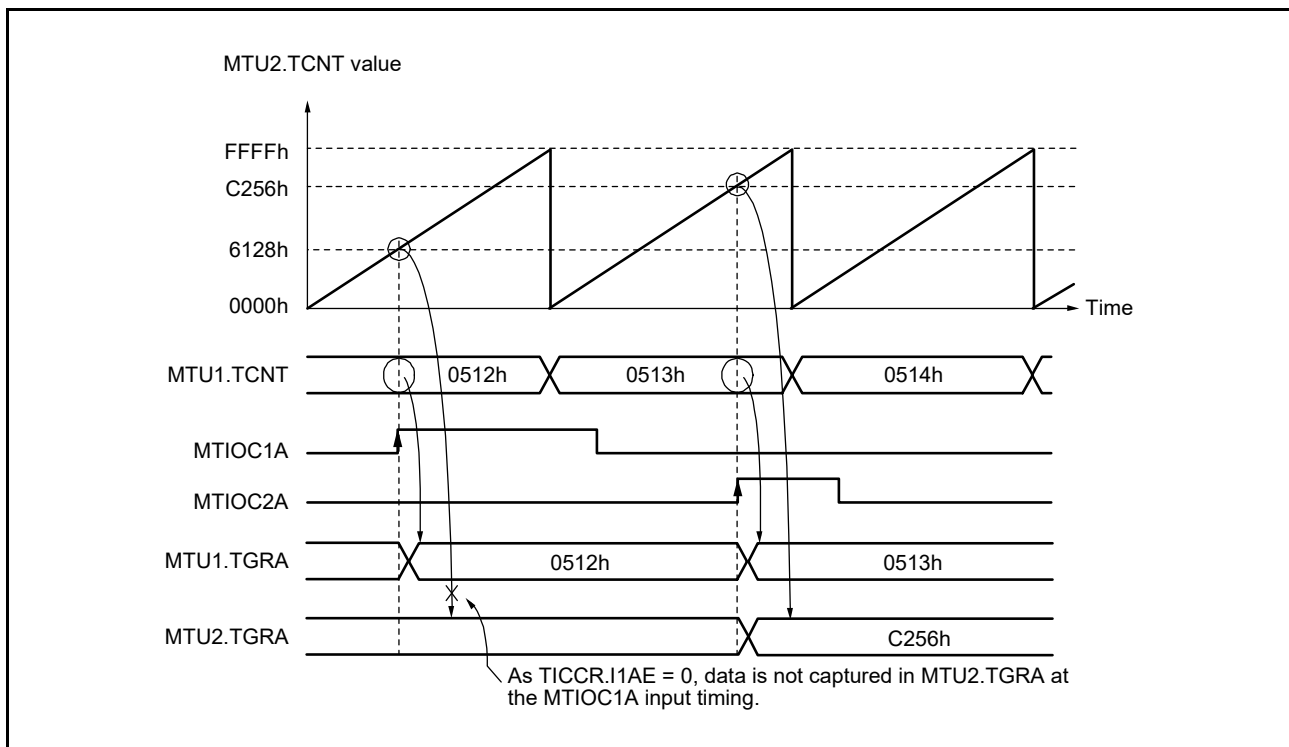 MTU2.TCNT value
FFFFh
C256h
6128h
0000h
Time
MTU1.TCNT
0512h
0513h
0514h
MTIOC1A
MTIOC2A
MTU1.TGRA
0512h
0513h
MTU2.TGRA
C256h
As TICCR.I1AE = 0, data is not captured in MTU2.TGRA at
the MTIOC1A input timing.